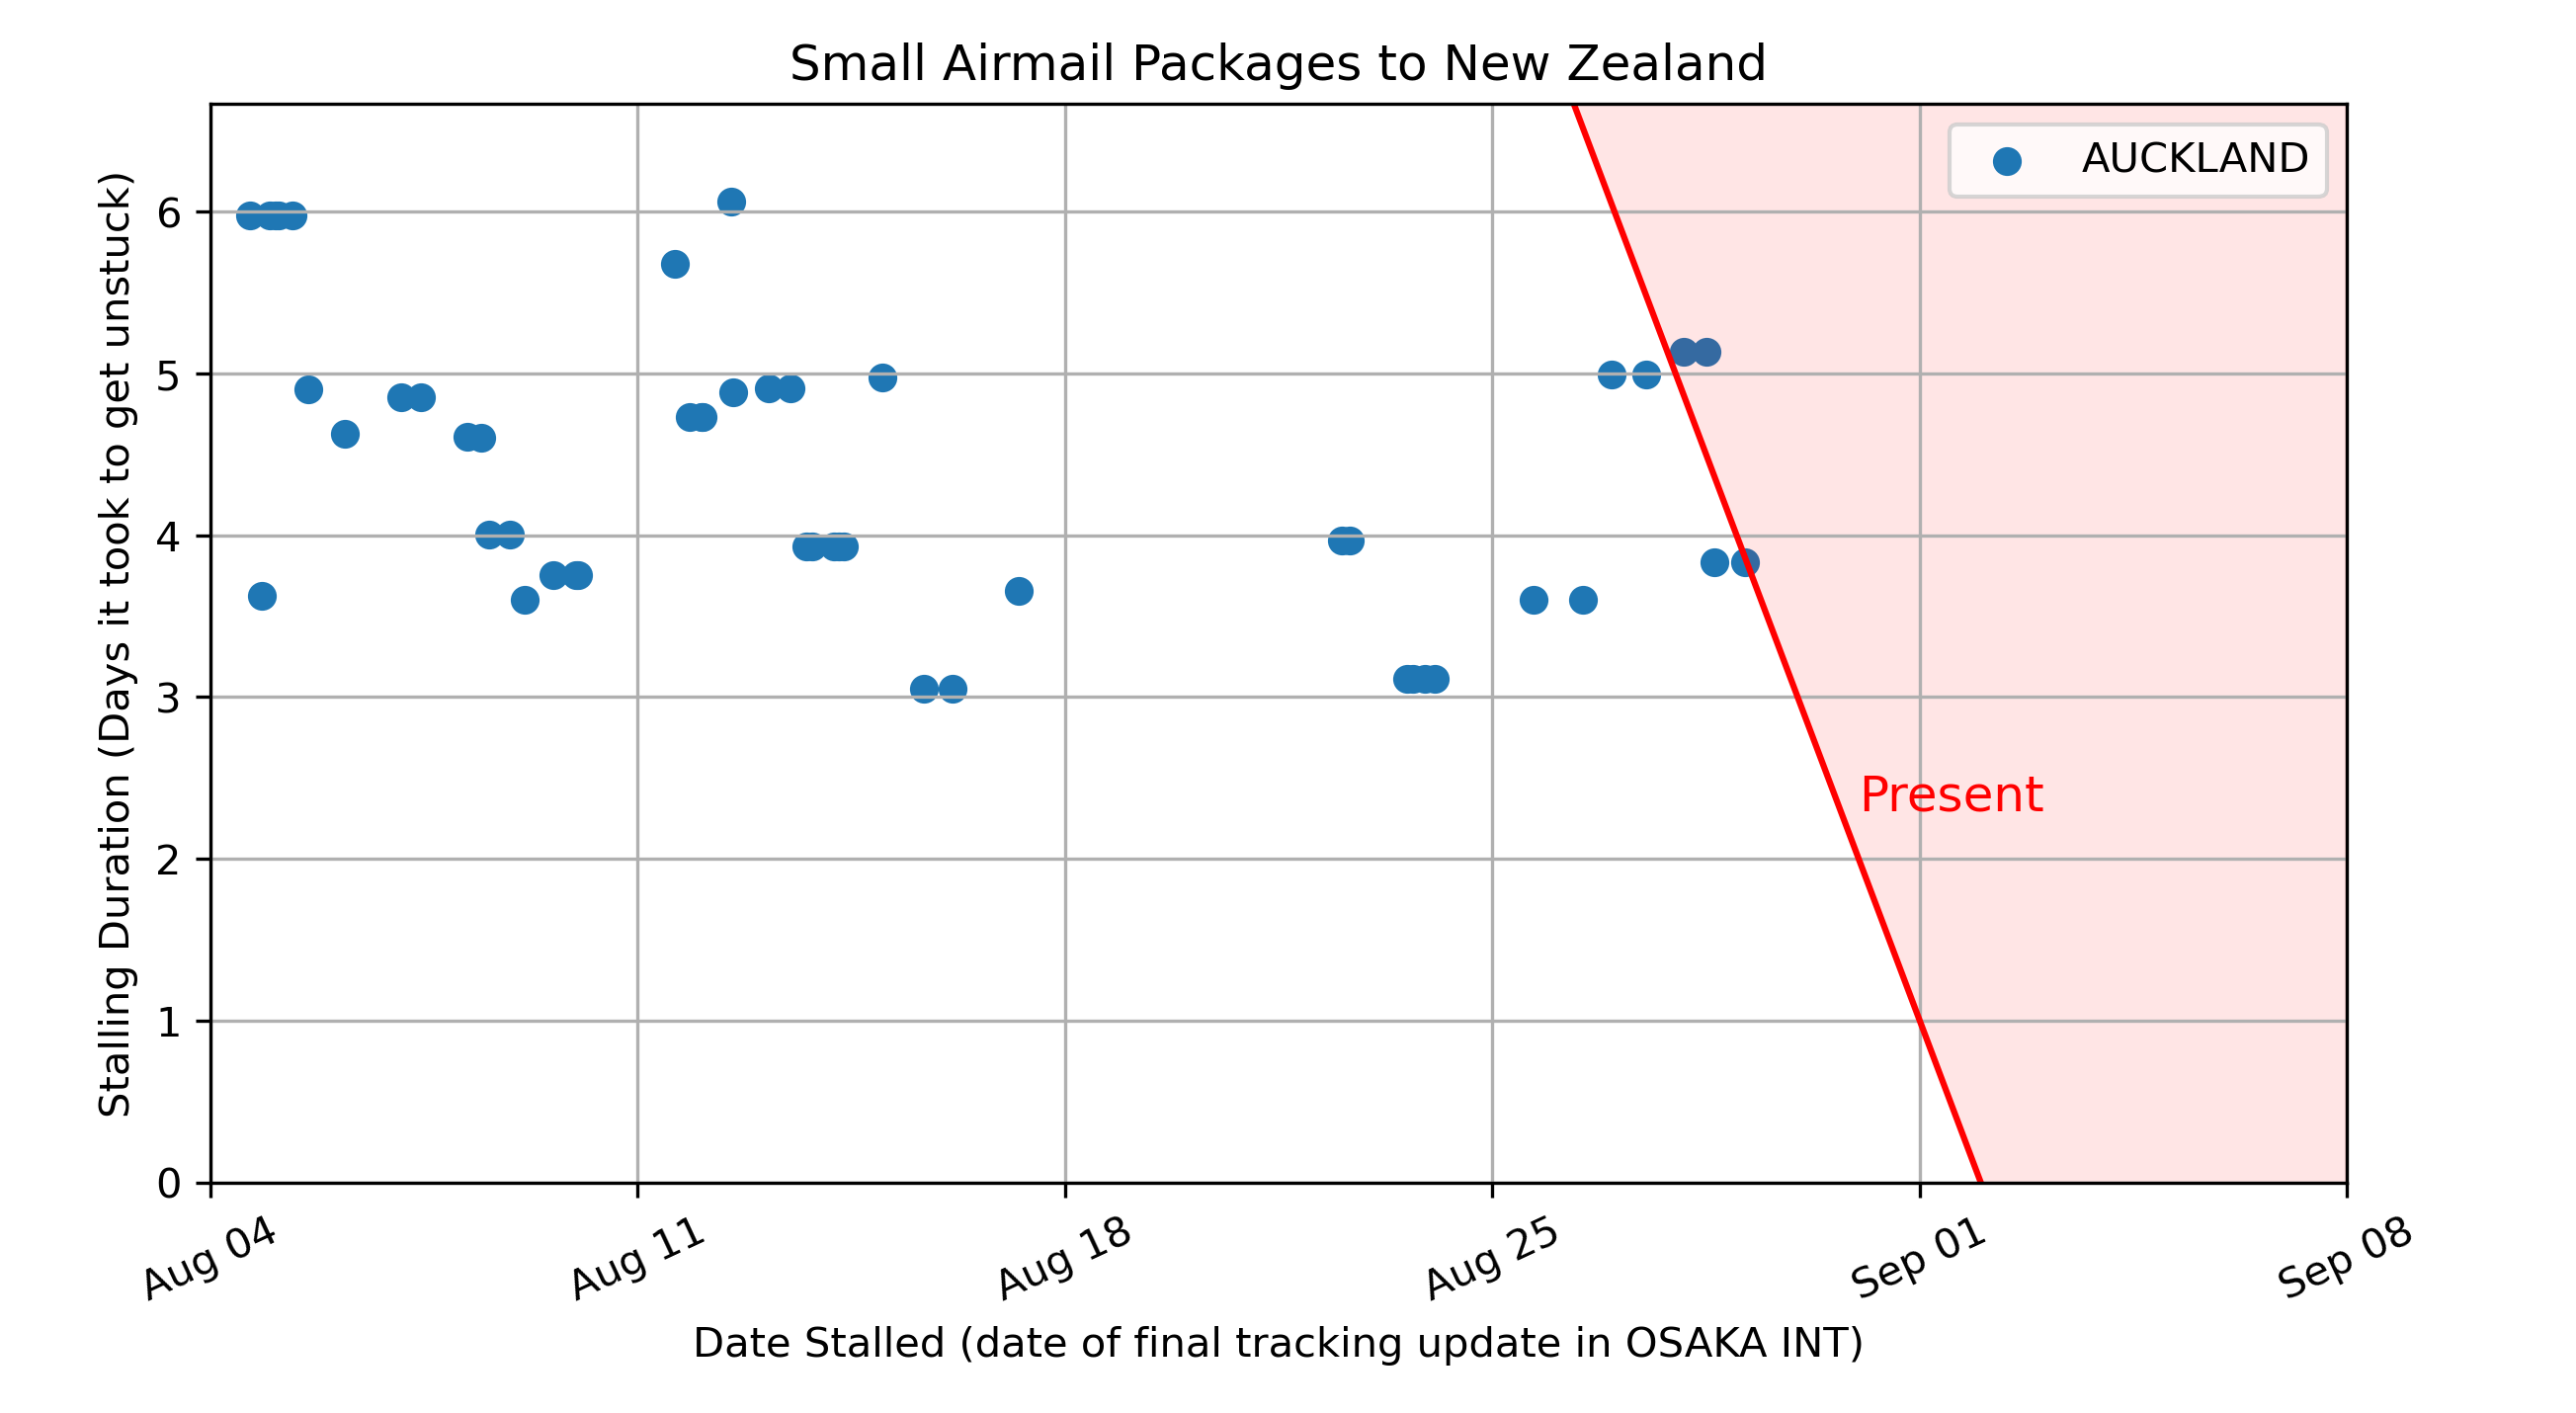 Small Airmail Packages to New Zealand
AUCKLAND
Stalling Duration (Days it took to get unstuck)
6
5
4
3
2
1
0
Present
Aug 04
Aug 11
Aug 18
Aug 25
Sep 01
Sep 08
Date Stalled (date of final tracking update in OSAKA INT)